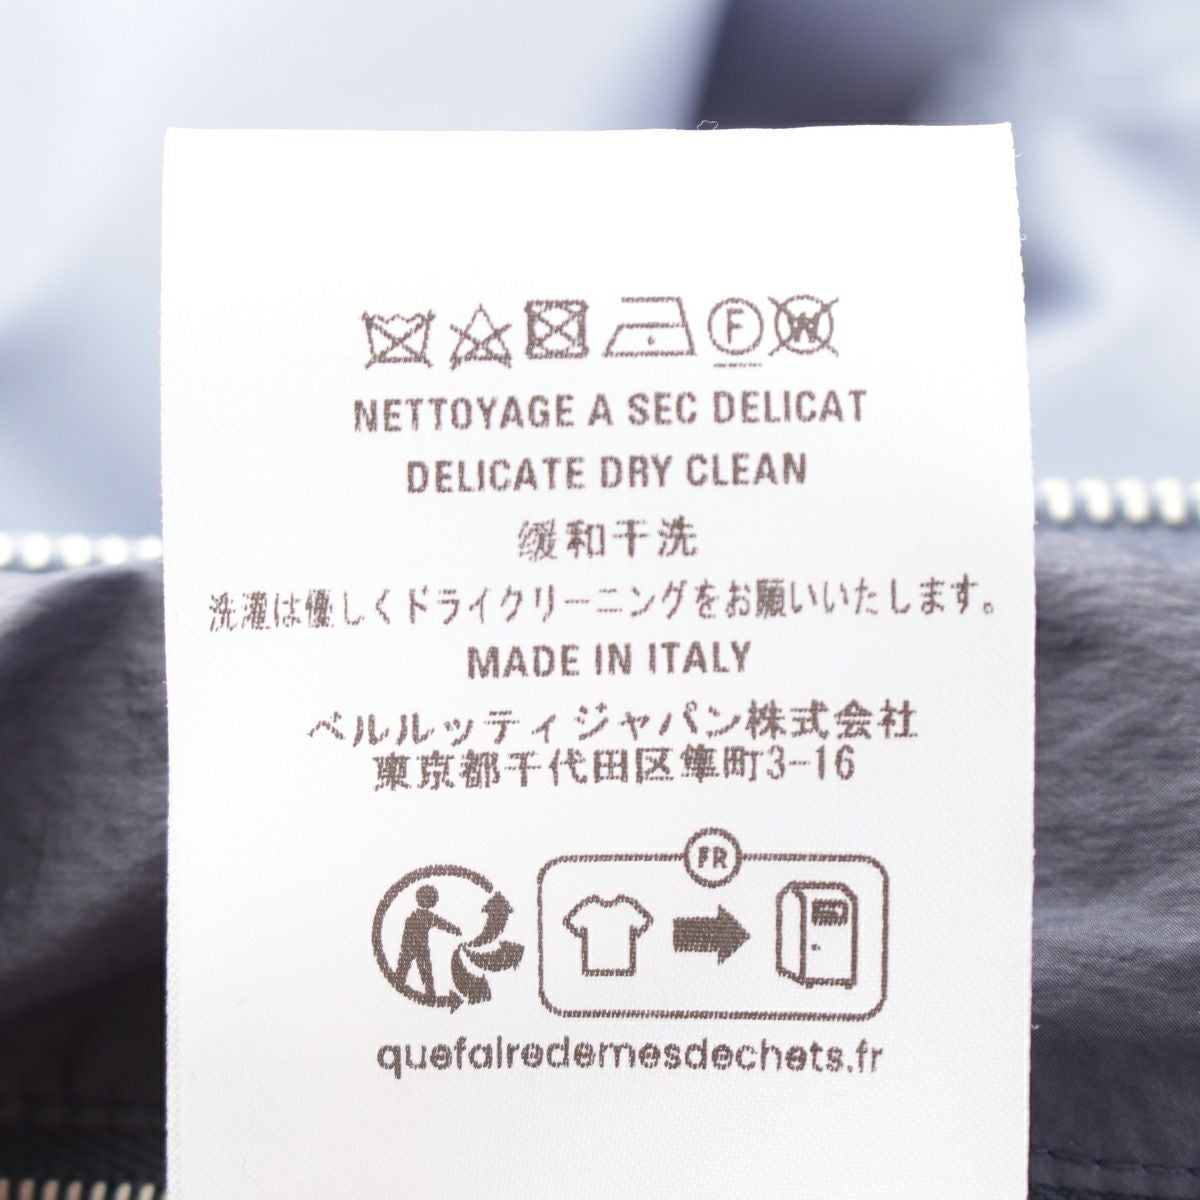 F W
NETTOYAGE A SEC DELICAT
DELICATE DRY CLEAN
缓和干洗
洗濯は優しくドライクリーニングをお願いいたします。
MADE IN ITALY
ベルルッティジャパン株式会社
東京都千代田区隼町3-16
FR
quefairedemesdechets.fr